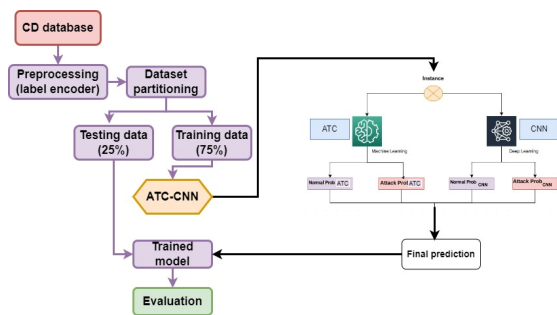 CD database
Preprocessing
(label encoder)
Dataset
partitioning
Testing data
(25%)
Training data
(75%)
ATC-CNN
Trained
model
Evaluation
Instance
ATC
CNN
Machine Learning
Deep Learning
Normal Prob ATC
Attack Prob ATC
Normal Prob CNN
Attack Prob CNN
Final prediction